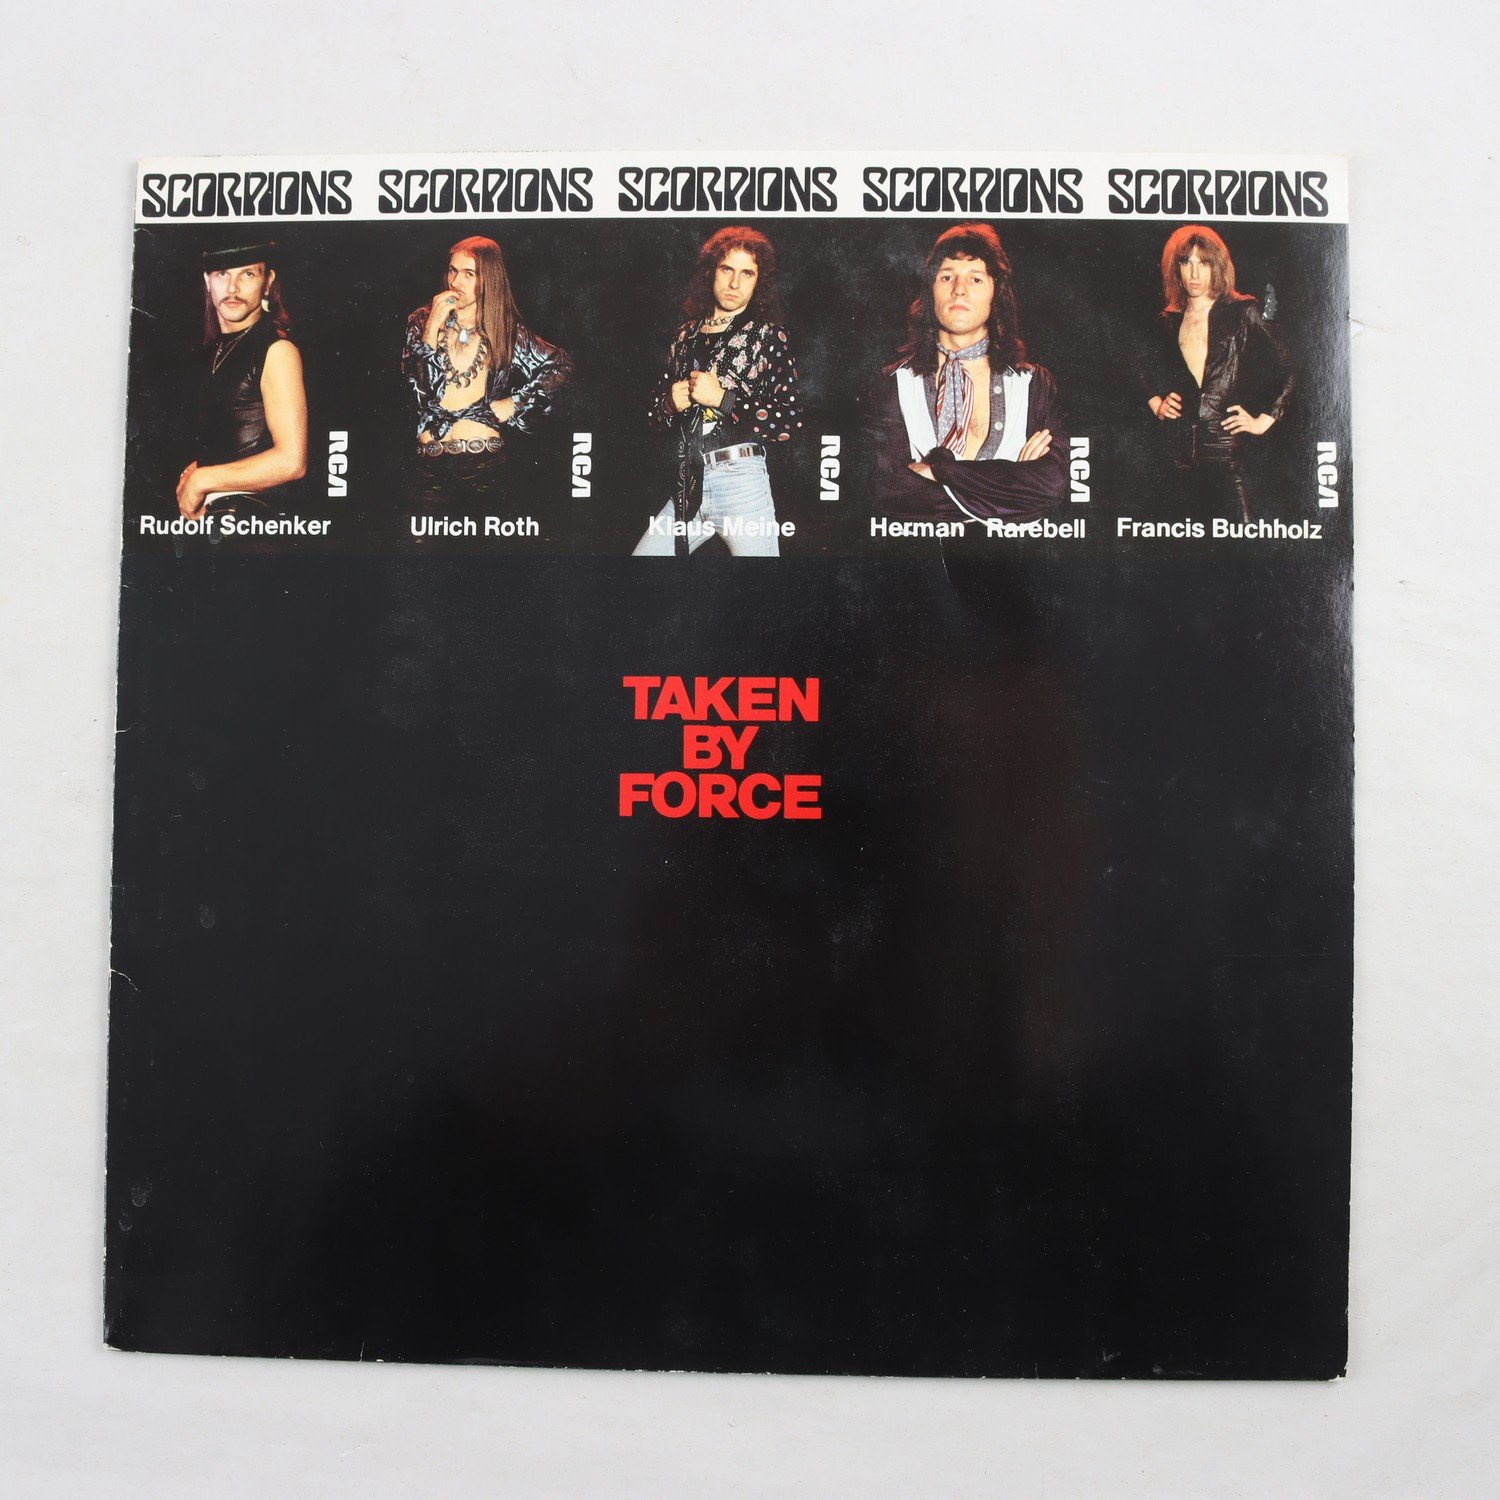 SCORPIONS SCORPIONS SCORPIONS SCORPIONS SCORPIONS
RCA RCA RCA RCA RCA
Rudolf Schenker Ulrich Roth Klaus Meine Herman Rarebell Francis Buchholz
TAKEN
BY
FORCE